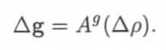 Δg = A^g(Δρ).